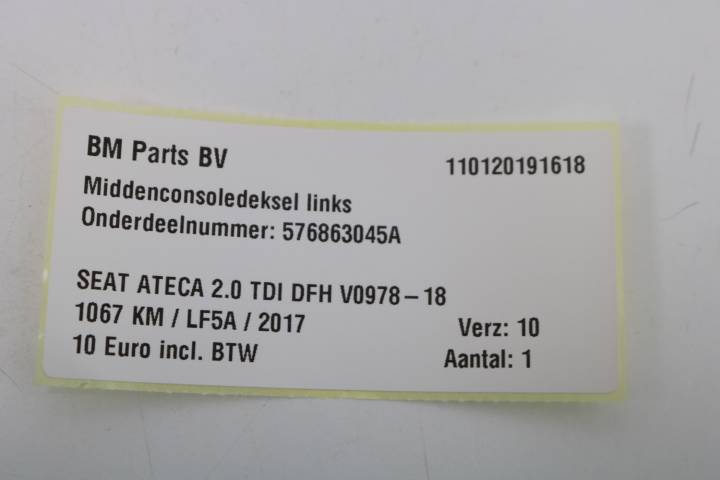 BM Parts BV 110120191618
Middenconsoledeksel links
Onderdeelnummer: 576863045A
SEAT ATECA 2.0 TDI DFH V0978-18
1067 KM / LF5A / 2017 Verz: 10
10 Euro incl. BTW Aantal: 1